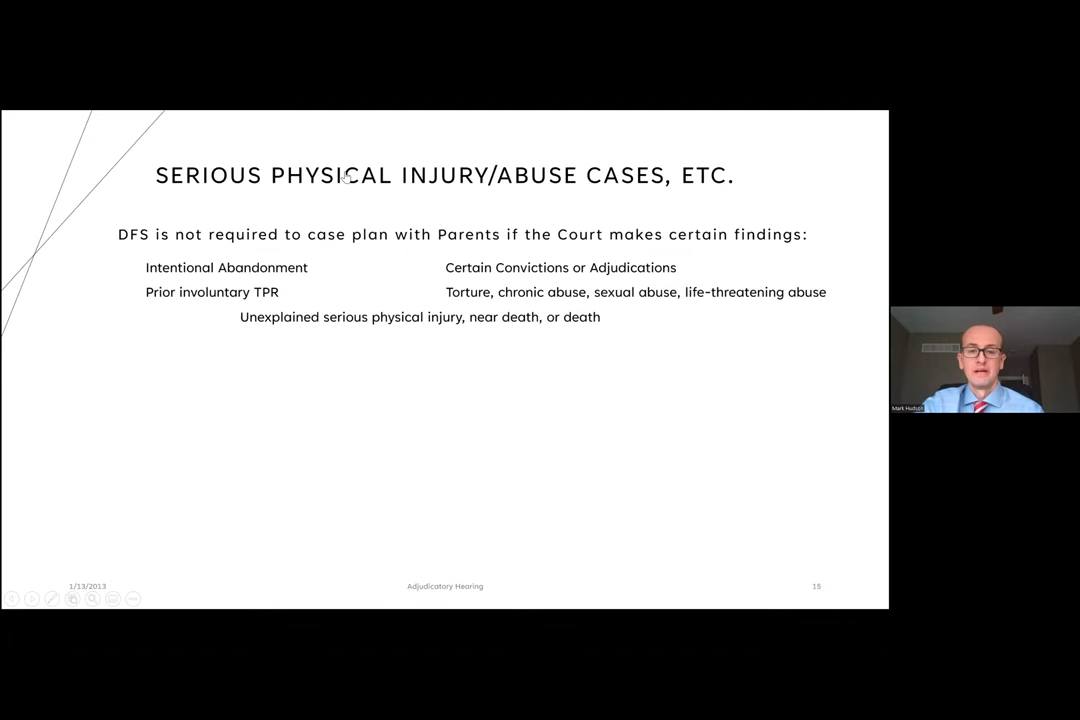 SERIOUS PHYSICAL INJURY/ABUSE CASES, ETC.
DFS is not required to case plan with Parents if the Court makes certain findings:
Intentional Abandonment
Certain Convictions or Adjudications
Prior involuntary TPR
Torture, chronic abuse, sexual abuse, life-threatening abuse
Unexplained serious physical injury, near death, or death
Mark Hudson
1/13/2013
Adjudicatory Hearing
15